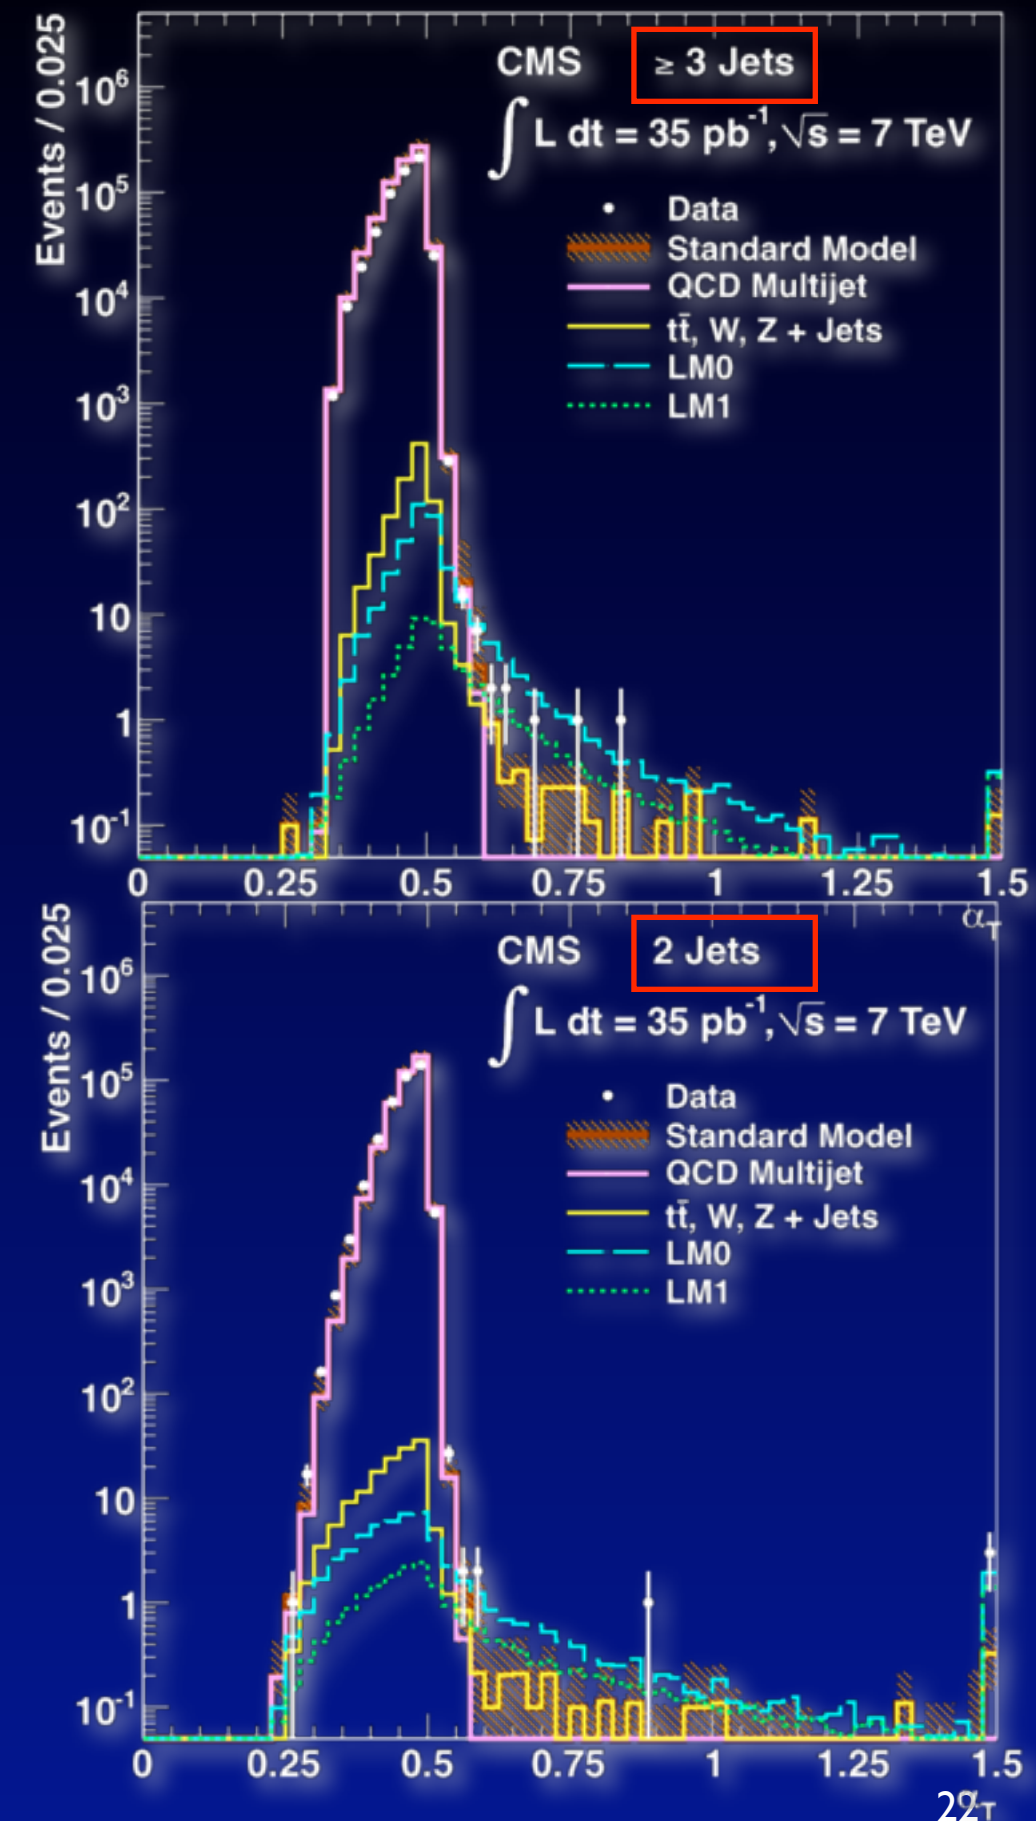 CMS ≥ 3 Jets
∫ L dt = 35 pb⁻¹, √s = 7 TeV
Data
Standard Model
QCD Multijet
tt̄, W, Z + Jets
LM0
LM1
Events / 0.025
10⁶
10⁵
10⁴
10³
10²
10
1
10⁻¹
0 0.25 0.5 0.75 1 1.25 1.5
α_T
CMS 2 Jets
∫ L dt = 35 pb⁻¹, √s = 7 TeV
Data
Standard Model
QCD Multijet
tt̄, W, Z + Jets
LM0
LM1
Events / 0.025
10⁶
10⁵
10⁴
10³
10²
10
1
10⁻¹
0 0.25 0.5 0.75 1 1.25 1.5
α_T
22